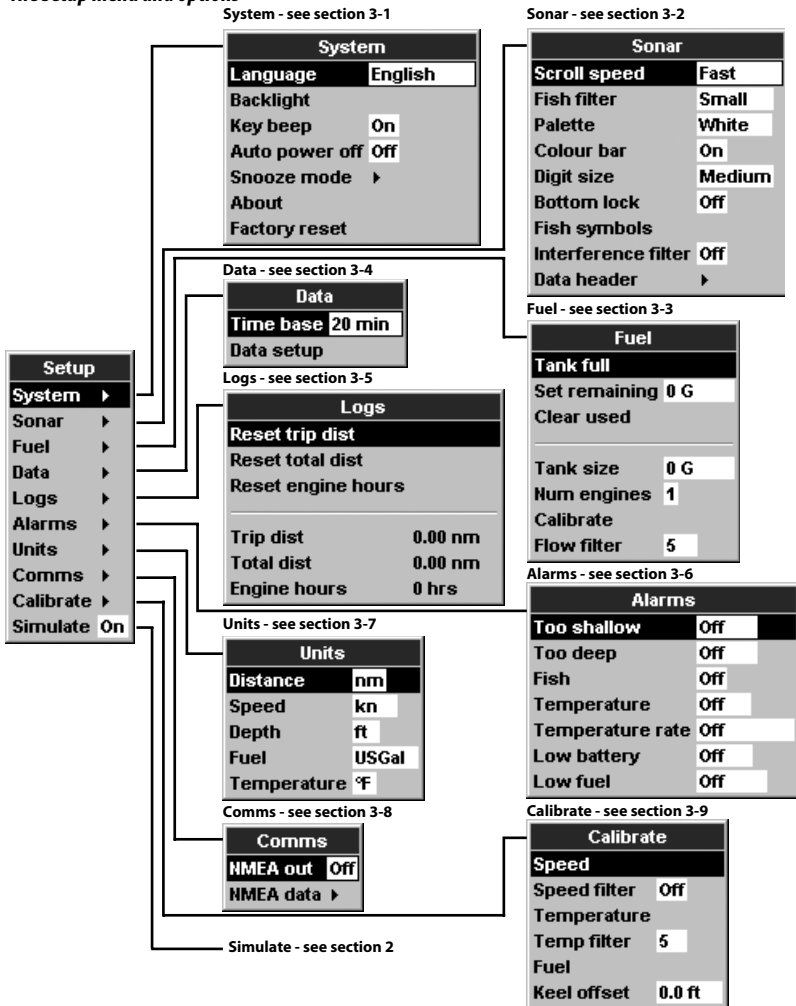 Setup menu and options
System - see section 3-1
System
Language English
Backlight
Key beep On
Auto power off Off
Snooze mode
About
Factory reset
Sonar - see section 3-2
Sonar
Scroll speed Fast
Fish filter Small
Palette White
Colour bar On
Digit size Medium
Bottom lock Off
Fish symbols
Interference filter Off
Data header
Data - see section 3-4
Data
Time base 20 min
Data setup
Fuel - see section 3-3
Fuel
Tank full
Set remaining 0 G
Clear used
Tank size 0 G
Num engines 1
Calibrate
Flow filter 5
Setup
System
Sonar
Fuel
Data
Logs
Alarms
Units
Comms
Calibrate
Simulate On
Logs - see section 3-5
Logs
Reset trip dist
Reset total dist
Reset engine hours
Trip dist 0.00 nm
Total dist 0.00 nm
Engine hours 0 hrs
Alarms - see section 3-6
Alarms
Too shallow Off
Too deep Off
Fish Off
Temperature Off
Temperature rate Off
Low battery Off
Low fuel Off
Units - see section 3-7
Units
Distance nm
Speed kn
Depth ft
Fuel USGal
Temperature °F
Comms - see section 3-8
Comms
NMEA out Off
NMEA data
Calibrate - see section 3-9
Calibrate
Speed
Speed filter Off
Temperature
Temp filter 5
Fuel
Keel offset 0.0 ft
Simulate - see section 2